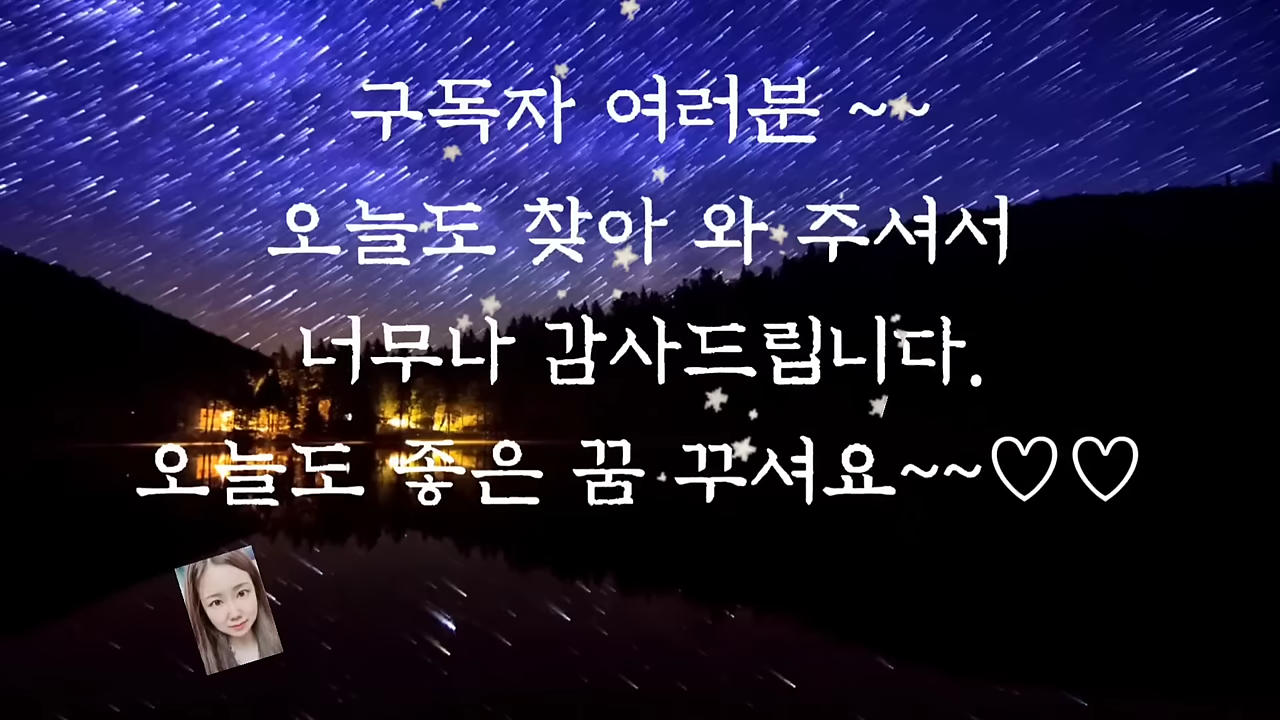 구독자 여러분 ~~
오늘도 찾아 와 주셔서
너무나 감사드립니다.
오늘도 좋은 꿈 꾸셔요~~♡♡